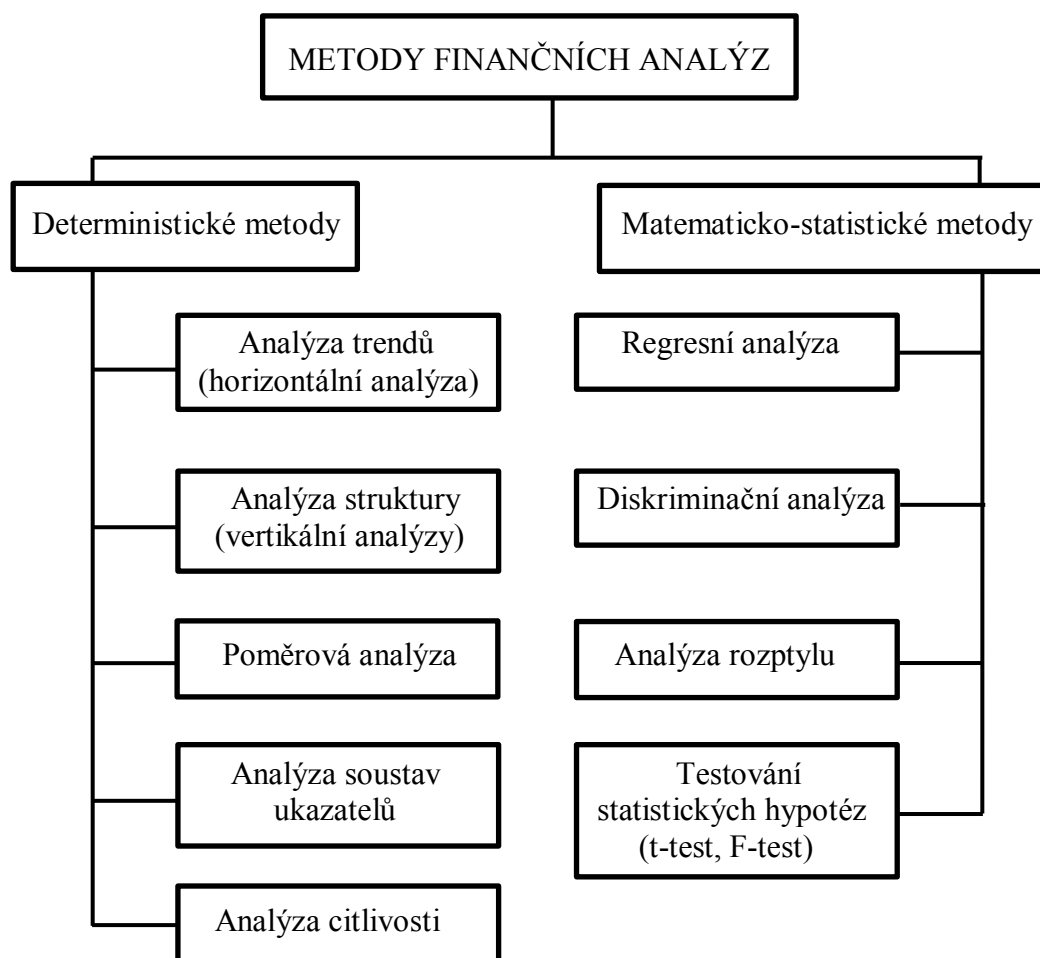 METODY FINANČNÍCH ANALÝZ
Deterministické metody
Matematicko-statistické metody
Analýza trendů
(horizontální analýza)
Analýza struktury
(vertikální analýzy)
Poměrová analýza
Analýza soustav
ukazatelů
Analýza citlivosti
Regresní analýza
Diskriminační analýza
Analýza rozptylu
Testování
statistických hypotéz
(t-test, F-test)